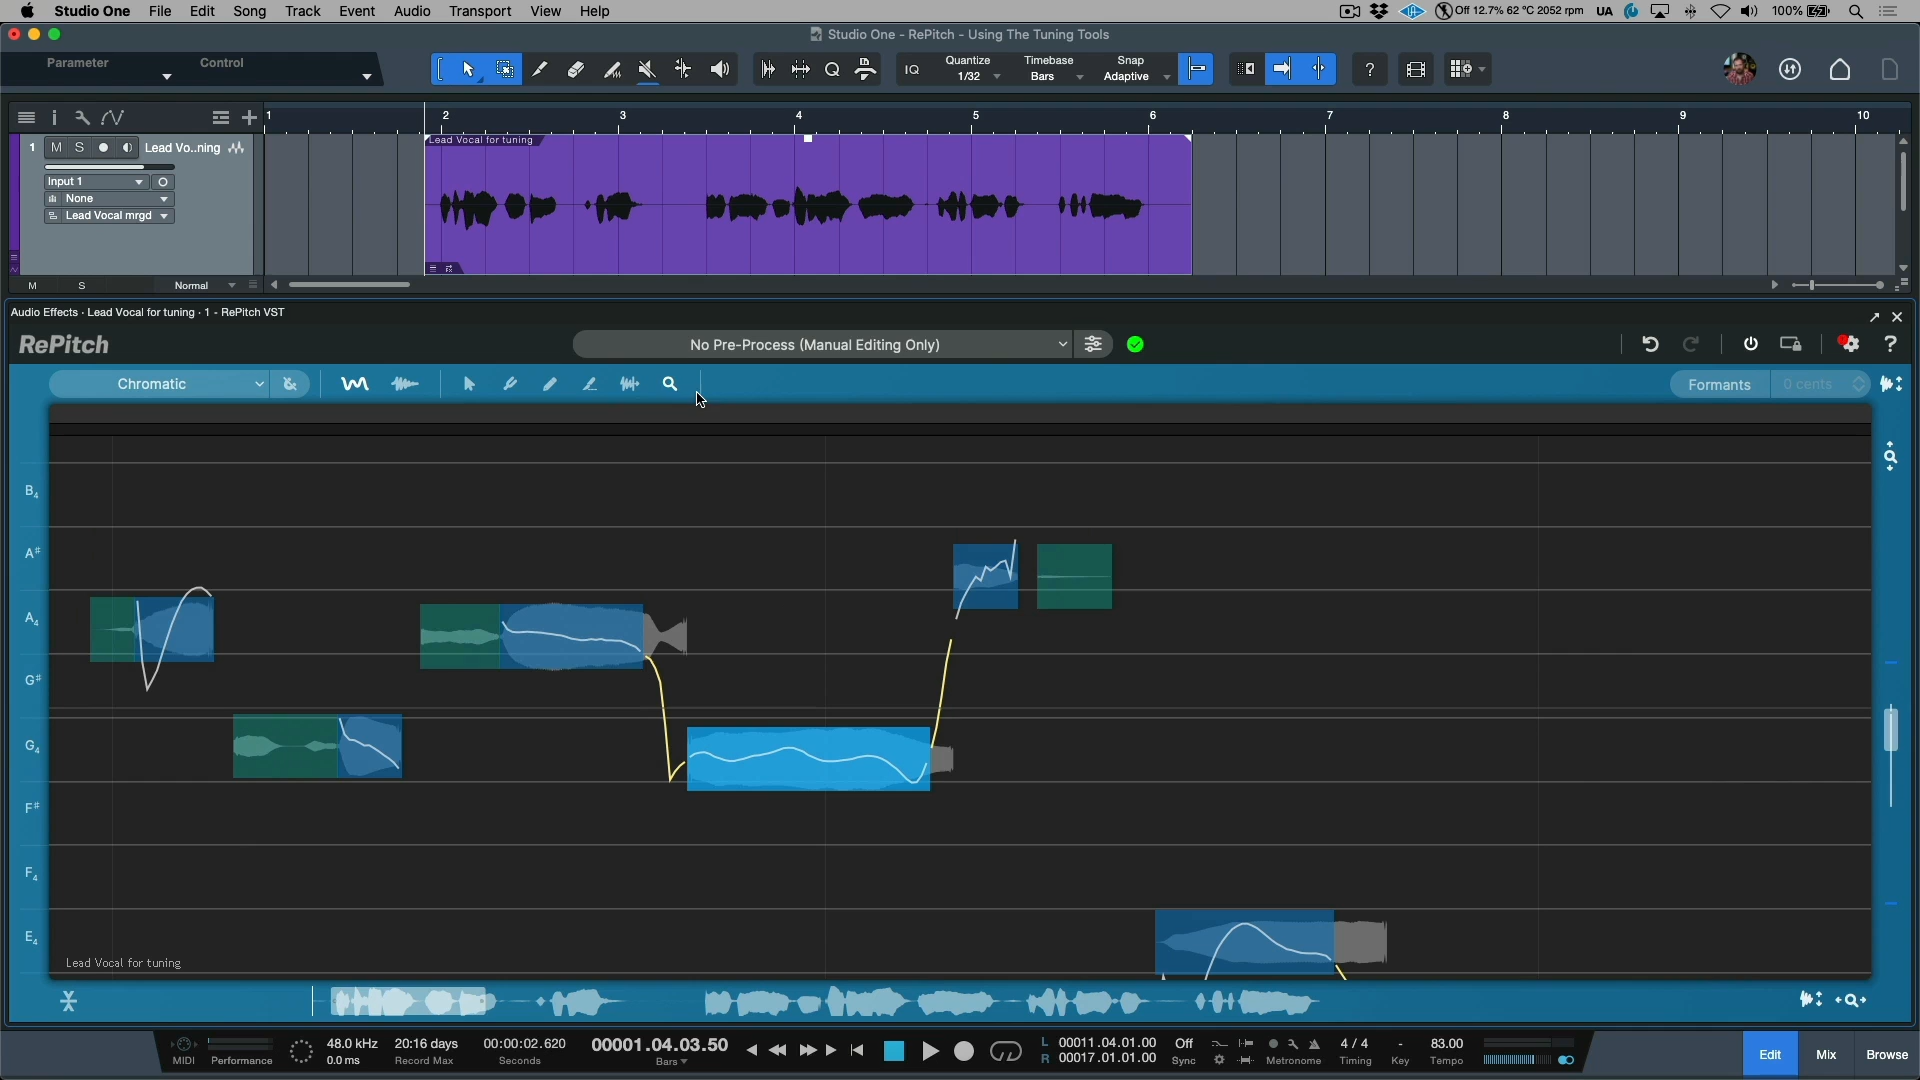 Studio One File Edit Song Track Event Audio Transport View Help
Off 12.7% 62 °C 2052 rpm UA 100%
Studio One - RePitch - Using The Tuning Tools
Parameter Control
IQ Quantize 1/32 Timebase Bars Snap Adaptive ?
1 2 3 4 5 6 7 8 9 10
1 M S Lead Vo..ning
Lead Vocal for tuning
Input 1
None
Lead Vocal mrgd
M S Normal
Audio Effects - Lead Vocal for tuning - 1 - RePitch VST
RePitch No Pre-Process (Manual Editing Only) ?
Chromatic Formants 0 cents
B4
A#
A4
G#
G4
F#
F4
E4
Lead Vocal for tuning
MIDI Performance
48.0 kHz
0.0 ms
20:16 days
Record Max
00:00:02.620
Seconds
00001.04.03.50
Bars
L 00011.04.01.00
R 00017.01.01.00
Off
Sync
Metronome
4 / 4
Timing
-
Key
83.00
Tempo
Edit Mix Browse